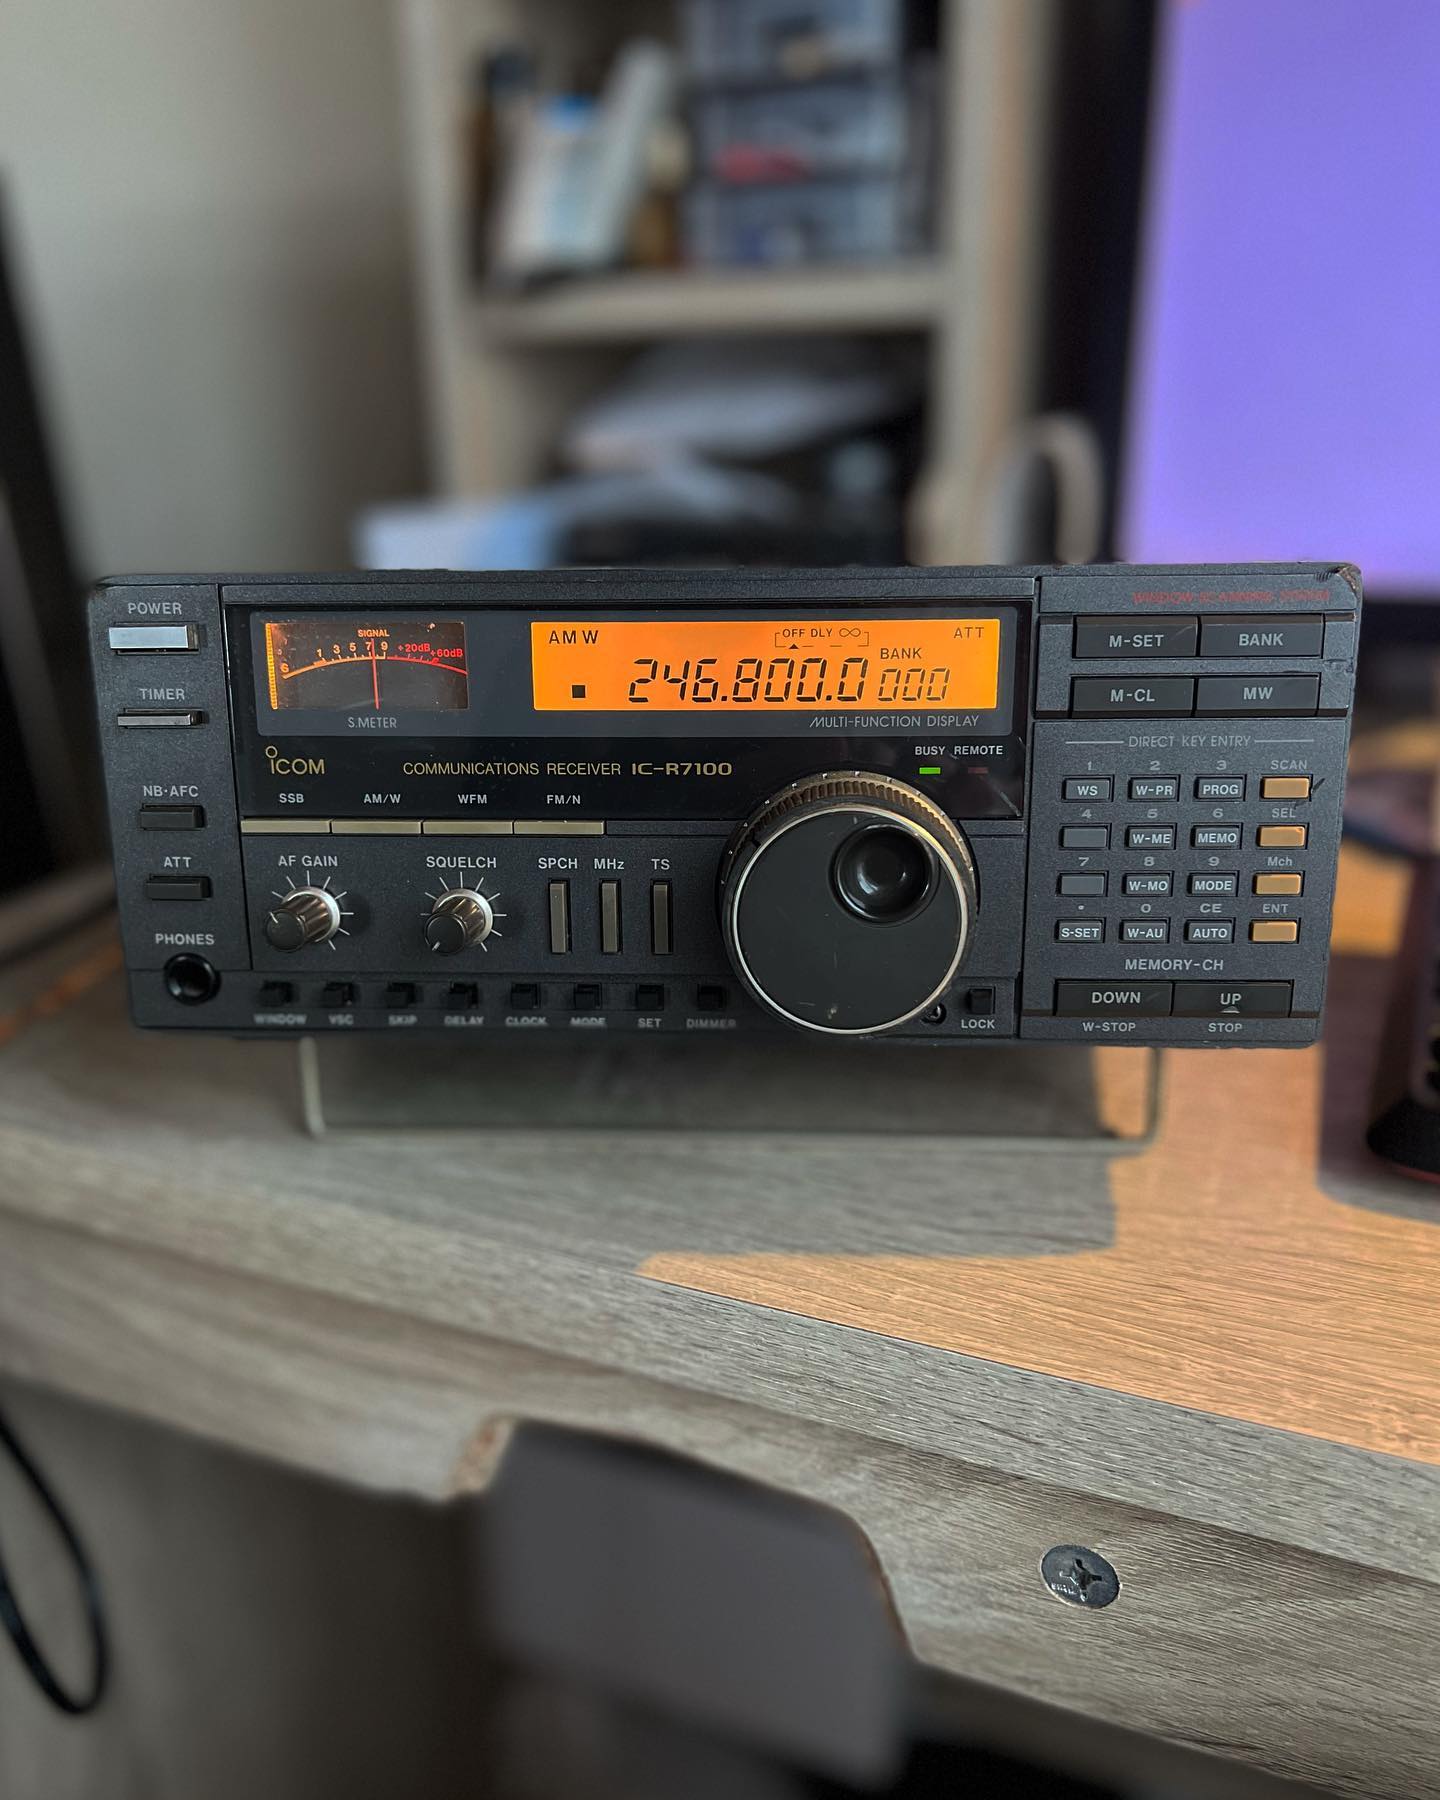 POWER
TIMER
NB·AFC
ATT
PHONES
SIGNAL
1 3 5 7 9 +20dB +60dB
S.METER
AM W
OFF DLY ∞
ATT
BANK
246.800.0 000
MULTI-FUNCTION DISPLAY
ICOM
COMMUNICATIONS RECEIVER IC-R7100
BUSY REMOTE
SSB AM/W WFM FM/N
AF GAIN
SQUELCH
SPCH MHz TS
WINDOW VSC SKIP DELAY CLOCK MODE SET DIMMER
LOCK
WINDOW SCANNING SYSTEM
M-SET BANK
M-CL MW
DIRECT KEY ENTRY
1 2 3 SCAN
WS W-PR PROG
4 5 6 SEL
W-ME MEMO
7 8 9 Mch
W-MO MODE
· 0 CE ENT
S-SET W-AU AUTO
MEMORY-CH
DOWN UP
W-STOP STOP